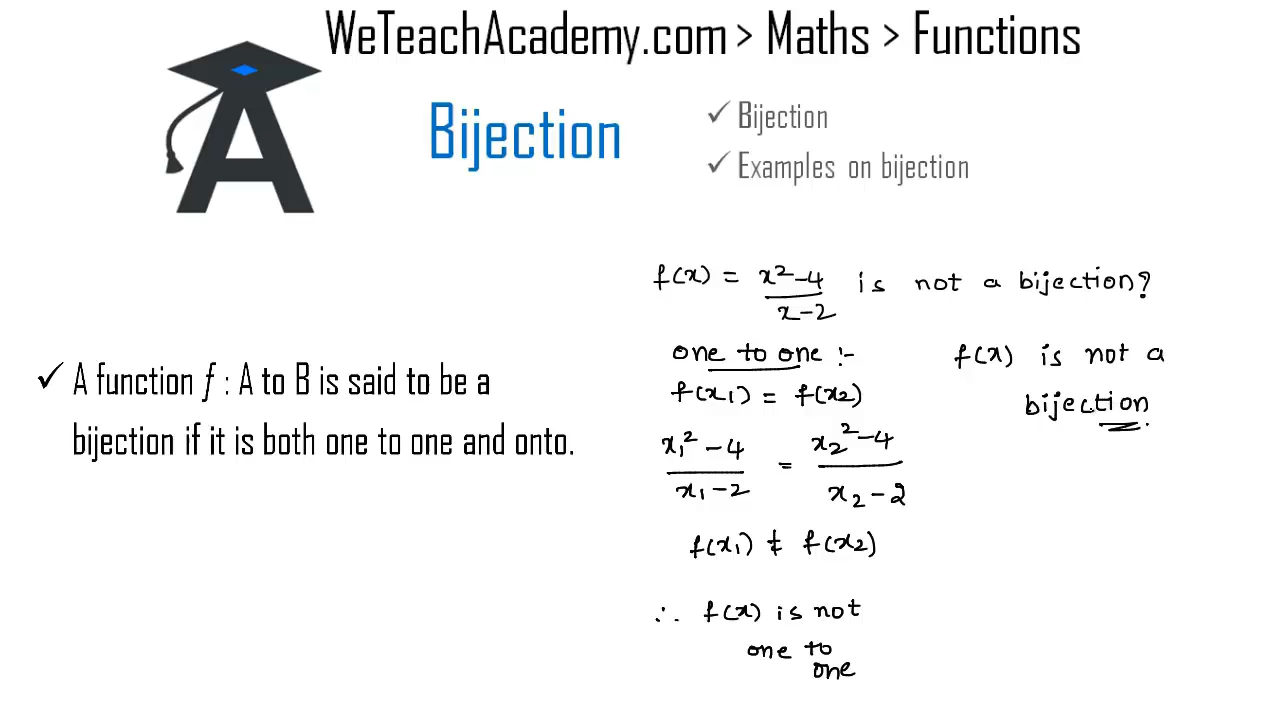 WeTeachAcademy.com > Maths > Functions
Bijection
✓ Bijection
✓ Examples on bijection
✓ A function f : A to B is said to be a
bijection if it is both one to one and onto.
f(x) = x²-4 / x-2 is not a bijection?
one to one :-
f(x₁) = f(x₂)
x₁²-4 / x₁-2 = x₂²-4 / x₂-2
f(x₁) ≠ f(x₂)
∴ f(x) is not
one to
one
f(x) is not a
bijection.